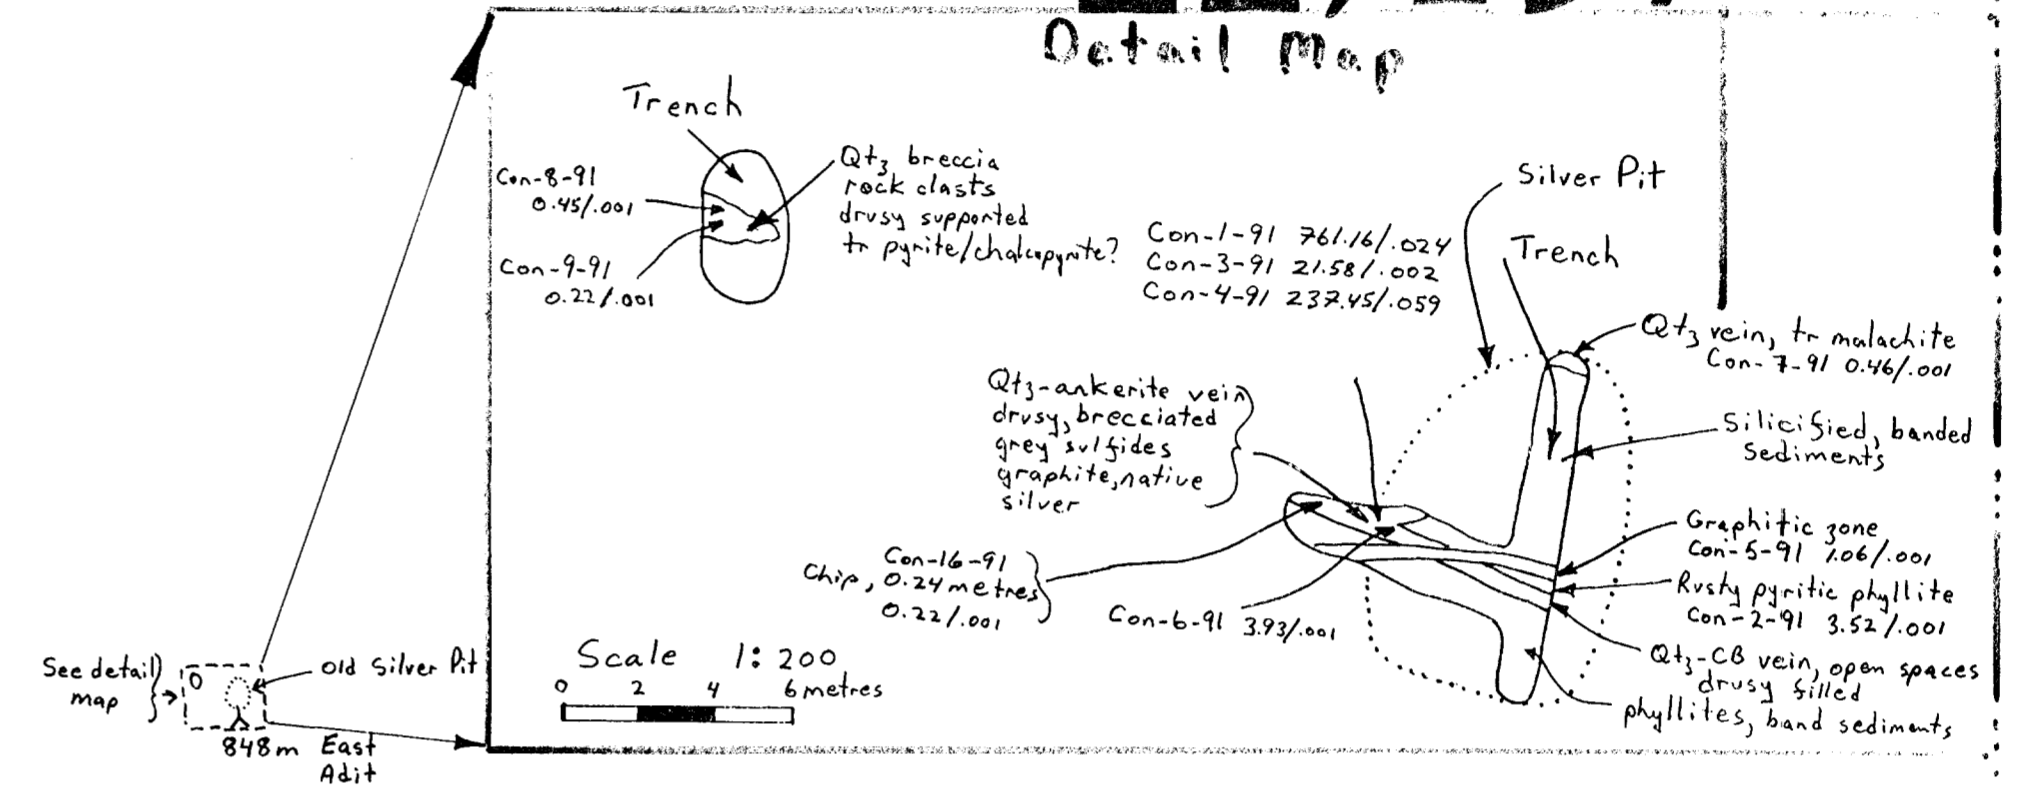 Detail Map
Trench
Con-8-91
0.45/.001
Con-9-91
0.22/.001
Qtz breccia
rock clasts
drusy supported
tr pyrite/chalcopyrite?
Con-1-91 761.16/.024
Con-3-91 21.58/.002
Con-4-91 237.45/.059
Silver Pit
Trench
Qtz vein, tr malachite
Con-7-91 0.46/.001
Qtz-ankerite vein
drusy, brecciated
grey sulfides
graphite, native
silver
Silicified, banded
sediments
Graphitic zone
Con-5-91 1.06/.001
Rusty pyritic phyllite
Con-2-91 3.52/.001
Qtz-CB vein, open spaces
drusy filled
phyllites, band sediments
Con-16-91
Chip, 0.24 metres
0.22/.001
Con-6-91 3.93/.001
Scale 1:200
0 2 4 6 metres
See detail
map
old Silver Pit
848m East
Adit